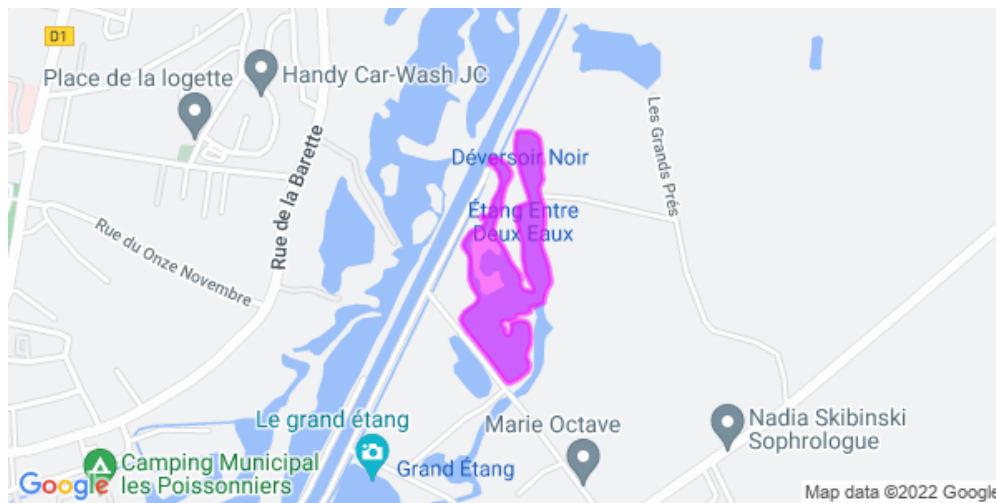 D1
Place de la logette
Handy Car-Wash JC
Rue de la Barette
Les Grands Prés
Déversoir Noir
Étang Entre
Deux Eaux
Rue du Onze Novembre
Le grand étang
Grand Étang
Marie Octave
Nadia Skibinski
Sophrologue
Camping Municipal
les Poissonniers
Google
Map data ©2022 Google